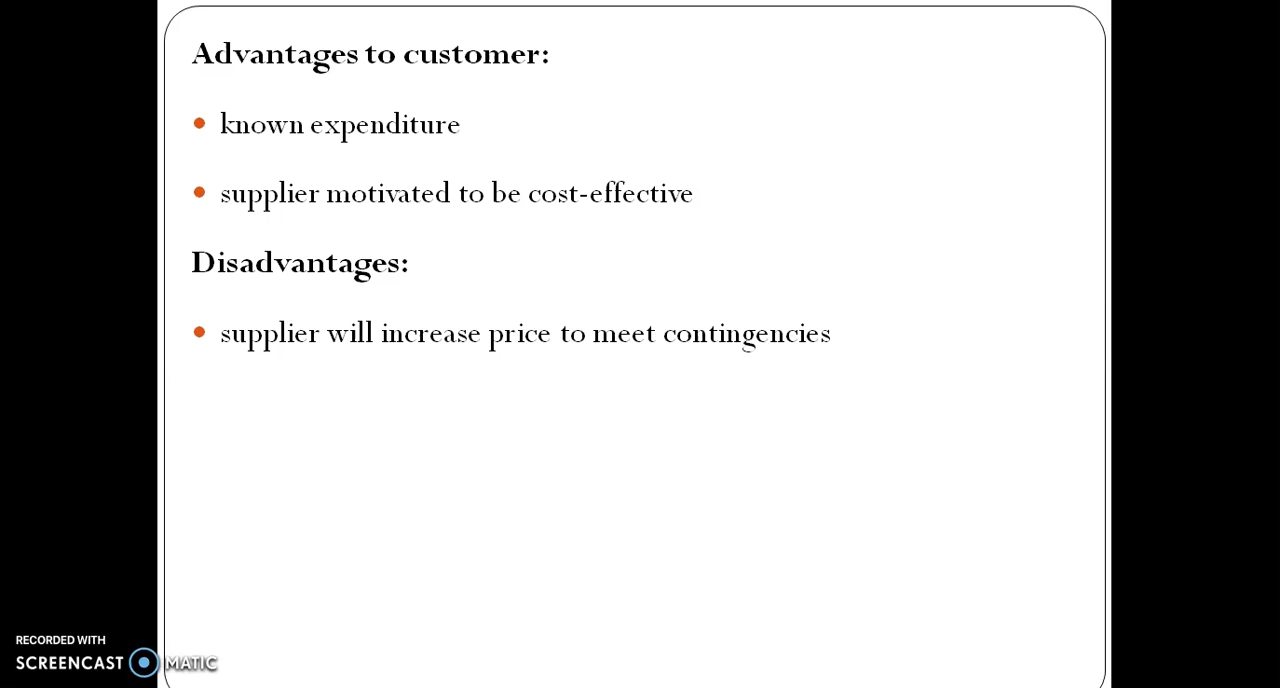 Advantages to customer:
known expenditure
supplier motivated to be cost-effective
Disadvantages:
supplier will increase price to meet contingencies
RECORDED WITH
SCREENCAST MATIC